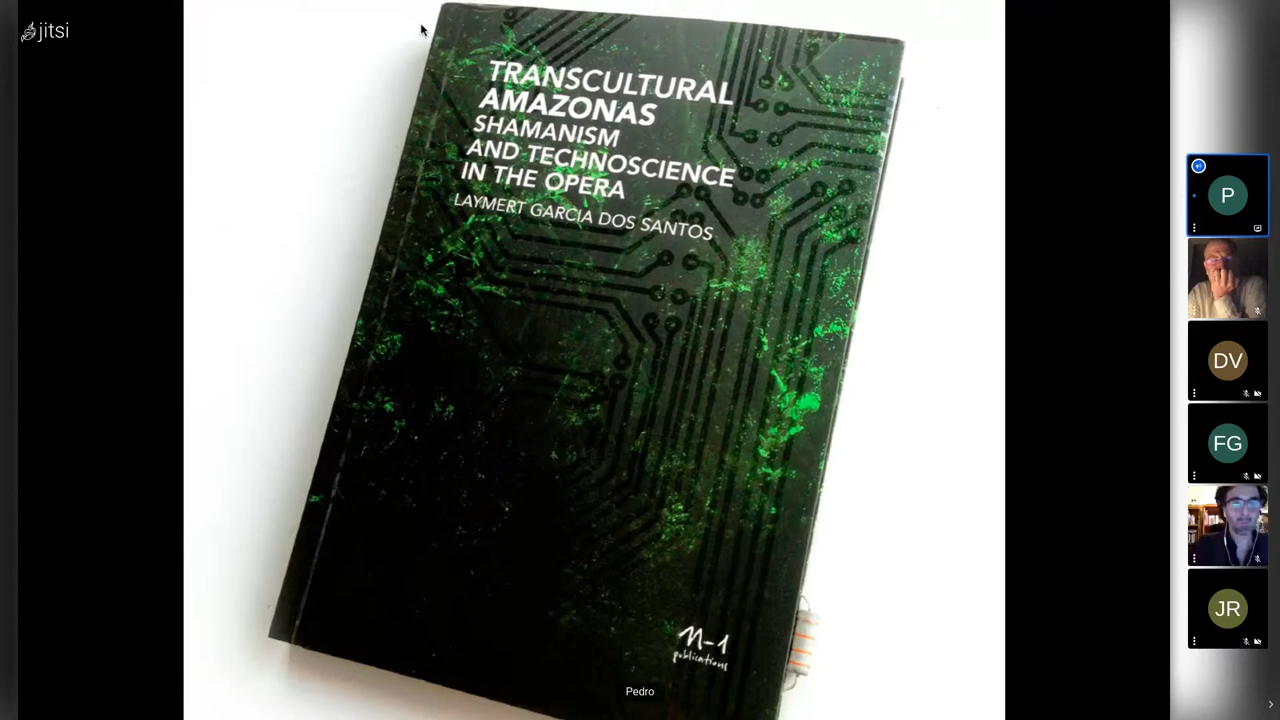 jitsi
TRANSCULTURAL
AMAZONAS
SHAMANISM
AND TECHNOSCIENCE
IN THE OPERA
LAYMERT GARCIA DOS SANTOS
n-1
publications
Pedro
P
DV
FG
JR